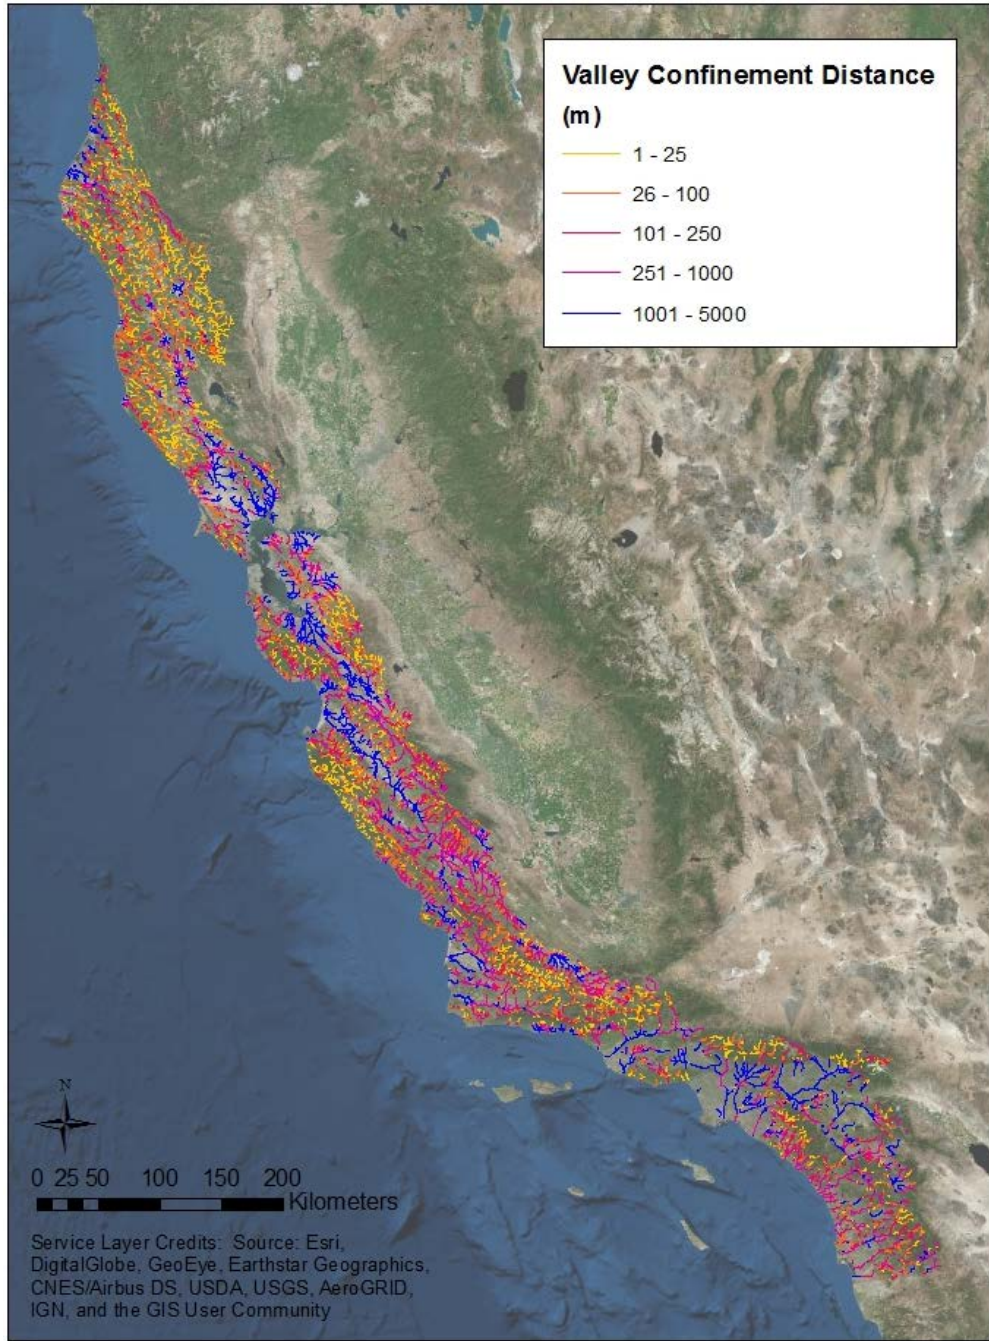 Valley Confinement Distance
(m)
1 - 25
26 - 100
101 - 250
251 - 1000
1001 - 5000
N
0 25 50 100 150 200
Kilometers
Service Layer Credits: Source: Esri,
DigitalGlobe, GeoEye, Earthstar Geographics,
CNES/Airbus DS, USDA, USGS, AeroGRID,
IGN, and the GIS User Community